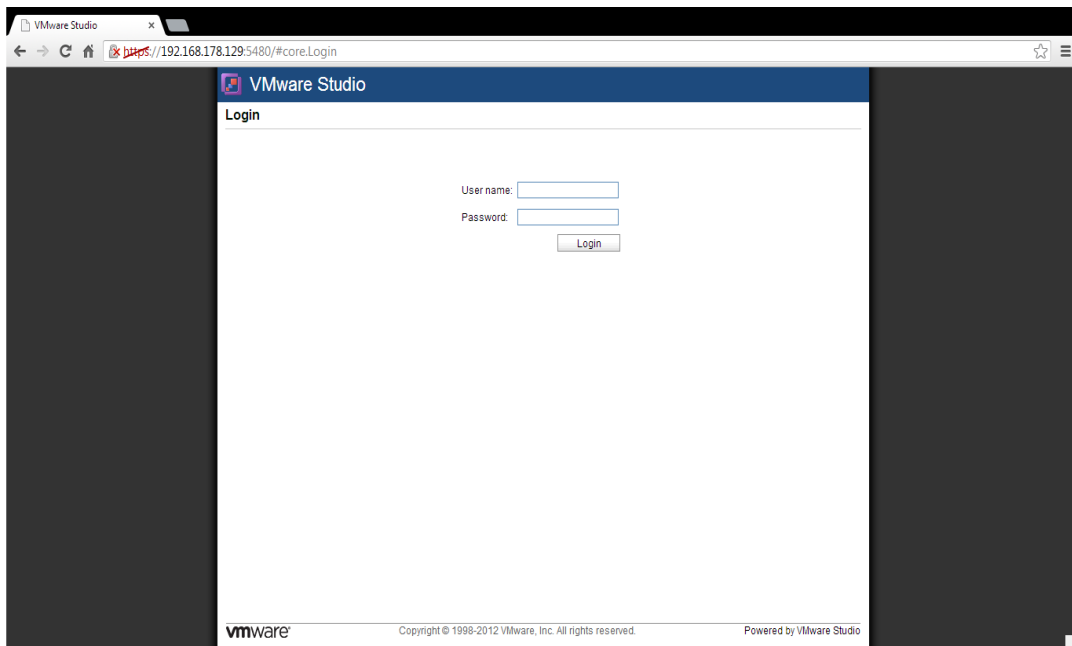 VMware Studio
https://192.168.178.129:5480/#core.Login
VMware Studio
Login
User name:
Password:
Login
vmware
Copyright © 1998-2012 VMware, Inc. All rights reserved.
Powered by VMware Studio